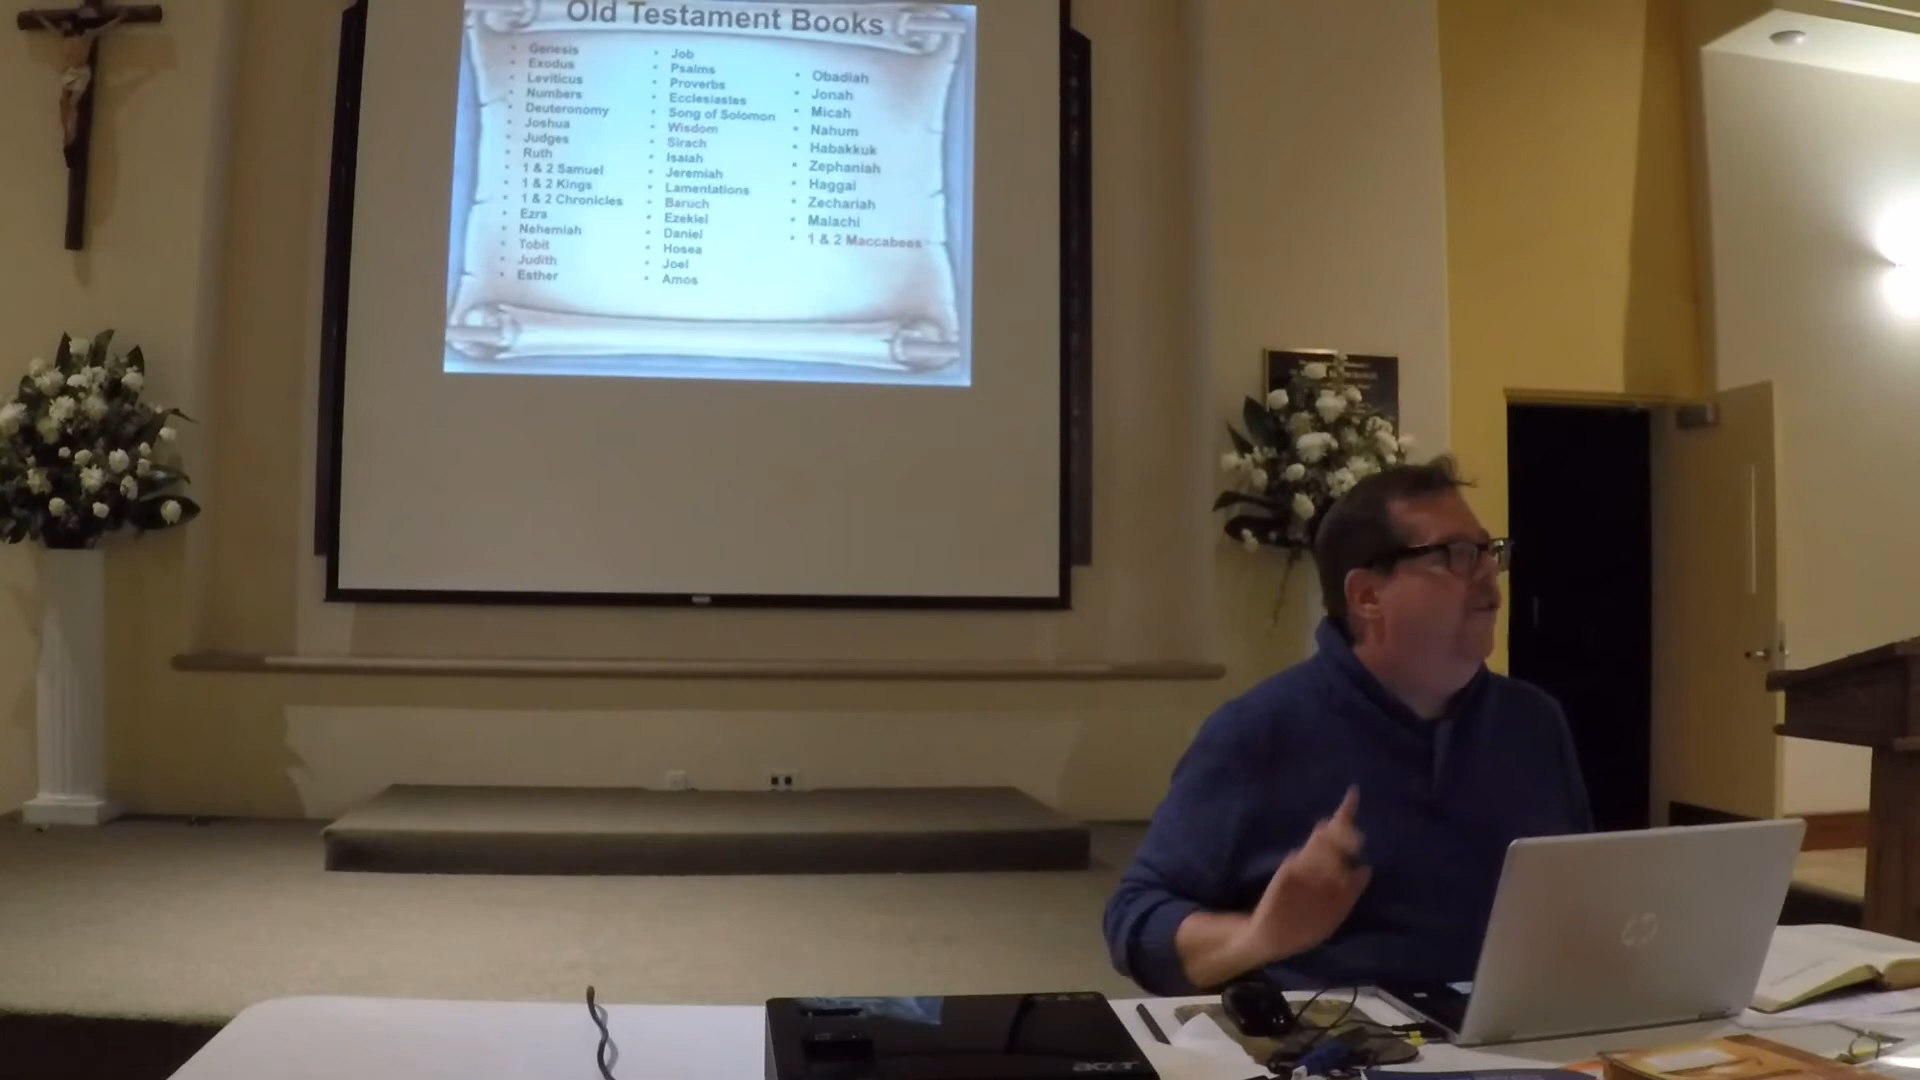 Old Testament Books
• Genesis
• Exodus
• Leviticus
• Numbers
• Deuteronomy
• Joshua
• Judges
• Ruth
• 1 & 2 Samuel
• 1 & 2 Kings
• 1 & 2 Chronicles
• Ezra
• Nehemiah
• Tobit
• Judith
• Esther
• Job
• Psalms
• Proverbs
• Ecclesiastes
• Song of Solomon
• Wisdom
• Sirach
• Isaiah
• Jeremiah
• Lamentations
• Baruch
• Ezekiel
• Daniel
• Hosea
• Joel
• Amos
• Obadiah
• Jonah
• Micah
• Nahum
• Habakkuk
• Zephaniah
• Haggai
• Zechariah
• Malachi
• 1 & 2 Maccabees
hp
acer